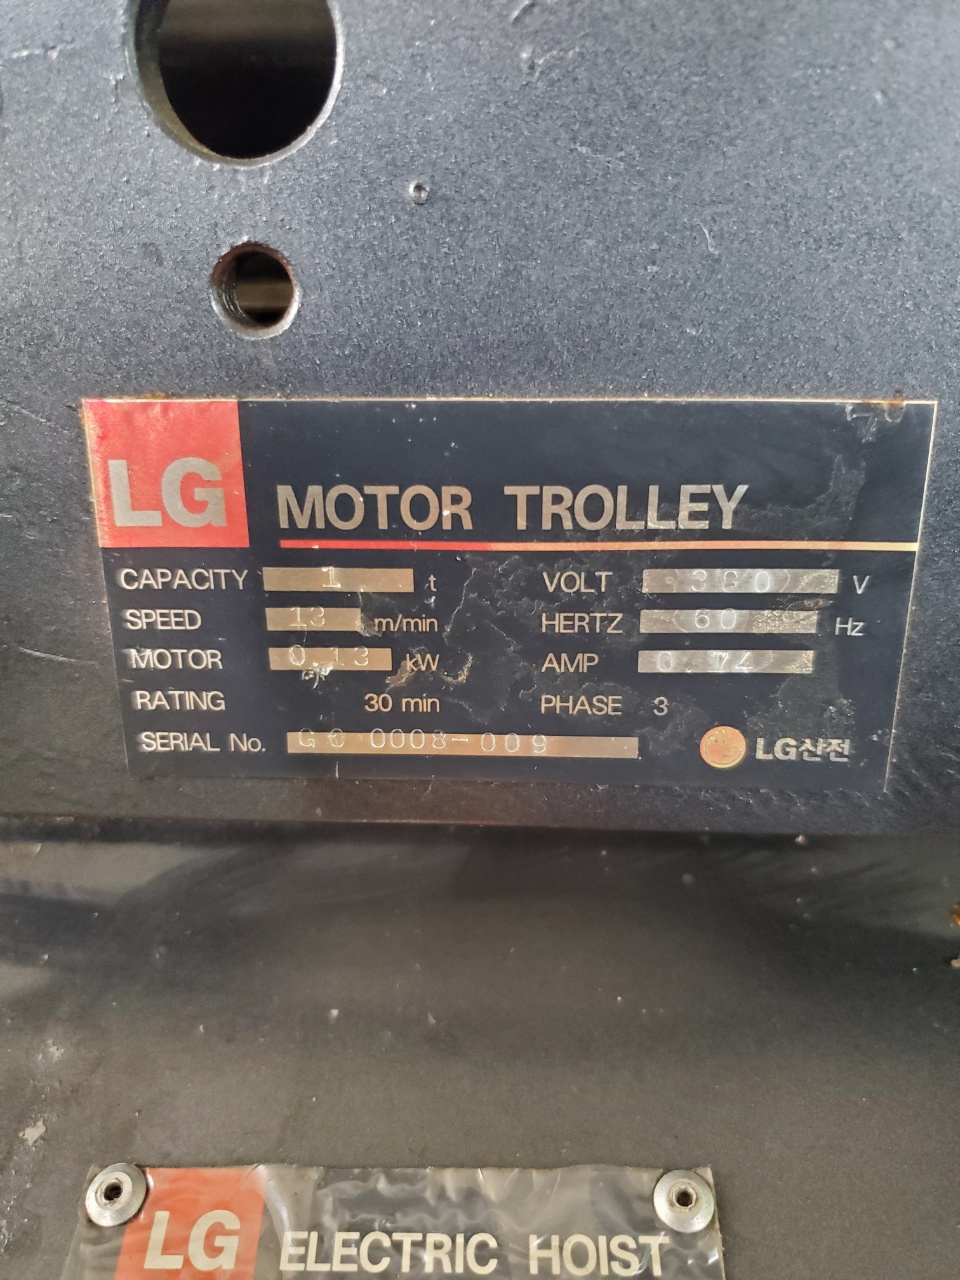 LG MOTOR TROLLEY
CAPACITY 1 t VOLT 380 V
SPEED 13 m/min HERTZ 60 Hz
MOTOR 0.13 kW AMP 0.74
RATING 30 min PHASE 3
SERIAL No. 0008-009 LG산전
LG ELECTRIC HOIST